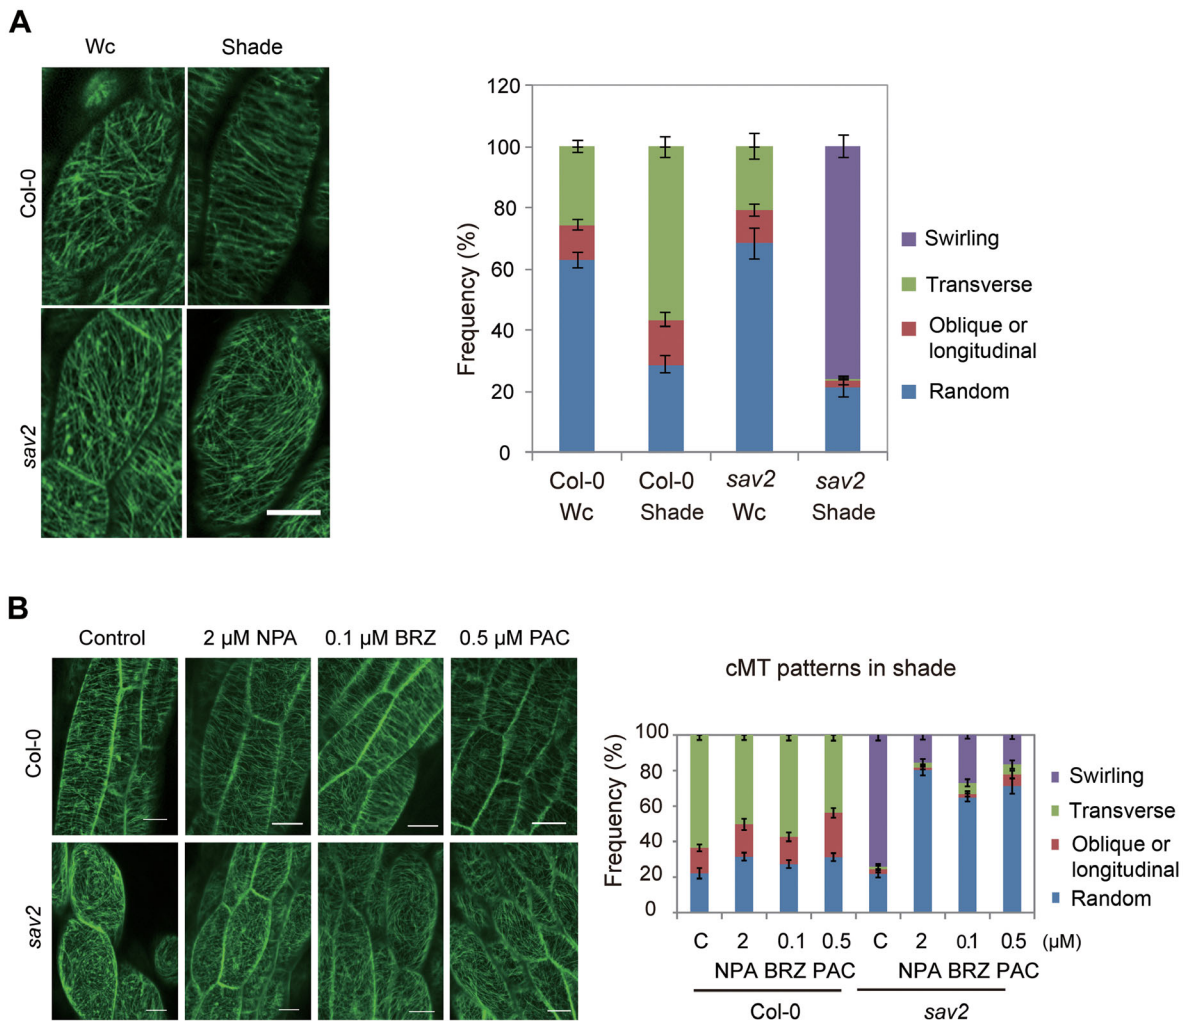 A
Wc Shade
Col-0
sav2
Frequency (%)
120
100
80
60
40
20
0
Col-0 Col-0 sav2 sav2
Wc Shade Wc Shade
Swirling
Transverse
Oblique or
longitudinal
Random
B
Control 2 µM NPA 0.1 µM BRZ 0.5 µM PAC
Col-0
sav2
cMT patterns in shade
Frequency (%)
100
80
60
40
20
0
C 2 0.1 0.5 C 2 0.1 0.5 (µM)
NPA BRZ PAC NPA BRZ PAC
Col-0 sav2
Swirling
Transverse
Oblique or
longitudinal
Random